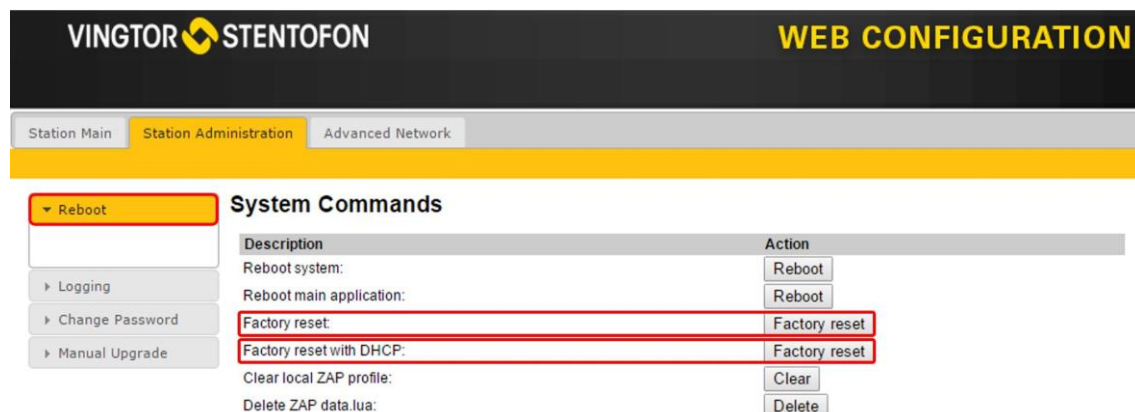 VINGTOR STENTOFON
WEB CONFIGURATION
Station Main Station Administration Advanced Network
Reboot
Logging
Change Password
Manual Upgrade
System Commands
Description Action
Reboot system: Reboot
Reboot main application: Reboot
Factory reset: Factory reset
Factory reset with DHCP: Factory reset
Clear local ZAP profile: Clear
Delete ZAP data.lua: Delete